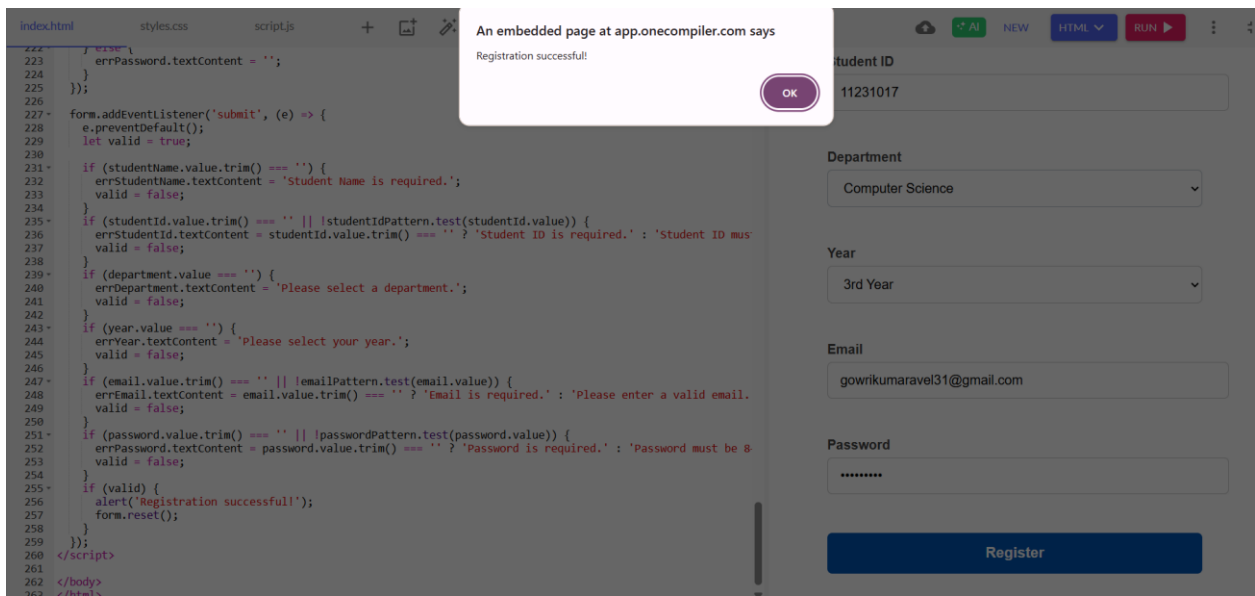 index.html styles.css script.js + AI NEW HTML RUN
An embedded page at app.onecompiler.com says
Registration successful!
OK
222 } else {
223 errPassword.textContent = '';
224 }
225 });
226
227 form.addEventListener('submit', (e) => {
228 e.preventDefault();
229 let valid = true;
230
231 if (studentName.value.trim() === '') {
232 errStudentName.textContent = 'Student Name is required.';
233 valid = false;
234 }
235 if (studentId.value.trim() === '' || !studentIdPattern.test(studentId.value)) {
236 errStudentId.textContent = studentId.value.trim() === '' ? 'Student ID is required.' : 'Student ID mus
237 valid = false;
238 }
239 if (department.value === '') {
240 errDepartment.textContent = 'Please select a department.';
241 valid = false;
242 }
243 if (year.value === '') {
244 errYear.textContent = 'Please select your year.';
245 valid = false;
246 }
247 if (email.value.trim() === '' || !emailPattern.test(email.value)) {
248 errEmail.textContent = email.value.trim() === '' ? 'Email is required.' : 'Please enter a valid email.
249 valid = false;
250 }
251 if (password.value.trim() === '' || !passwordPattern.test(password.value)) {
252 errPassword.textContent = password.value.trim() === '' ? 'Password is required.' : 'Password must be 8-
253 valid = false;
254 }
255 if (valid) {
256 alert('Registration successful!');
257 form.reset();
258 }
259 });
260 </script>
261
262 </body>
263 </html>
Student ID
11231017
Department
Computer Science
Year
3rd Year
Email
gowrikumaravel31@gmail.com
Password
•••••••••
Register